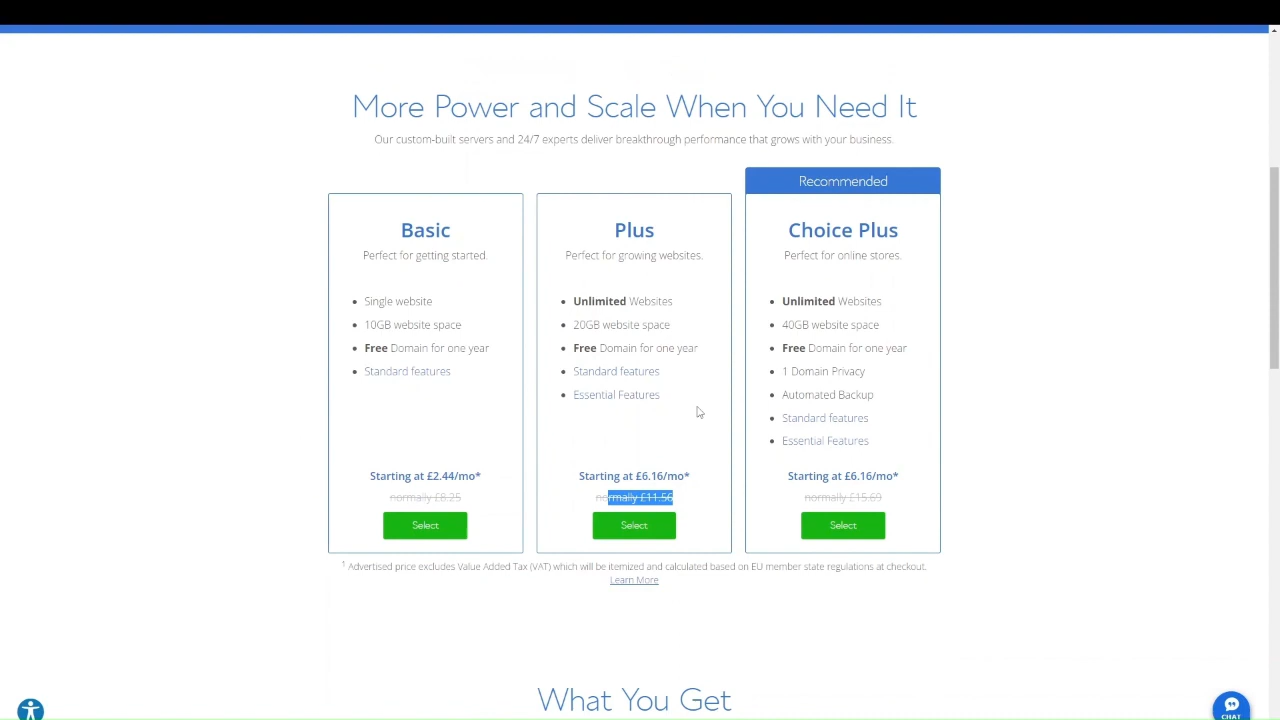 More Power and Scale When You Need It
Our custom-built servers and 24/7 experts deliver breakthrough performance that grows with your business.
Recommended
Basic
Perfect for getting started.
Single website
10GB website space
Free Domain for one year
Standard features
Starting at £2.44/mo*
normally £8.25
Select
Plus
Perfect for growing websites.
Unlimited Websites
20GB website space
Free Domain for one year
Standard features
Essential Features
Starting at £6.16/mo*
normally £11.56
Select
Choice Plus
Perfect for online stores.
Unlimited Websites
40GB website space
Free Domain for one year
1 Domain Privacy
Automated Backup
Standard features
Essential Features
Starting at £6.16/mo*
normally £15.69
Select
1 Advertised price excludes Value Added Tax (VAT) which will be itemized and calculated based on EU member state regulations at checkout.
Learn More
What You Get
CHAT